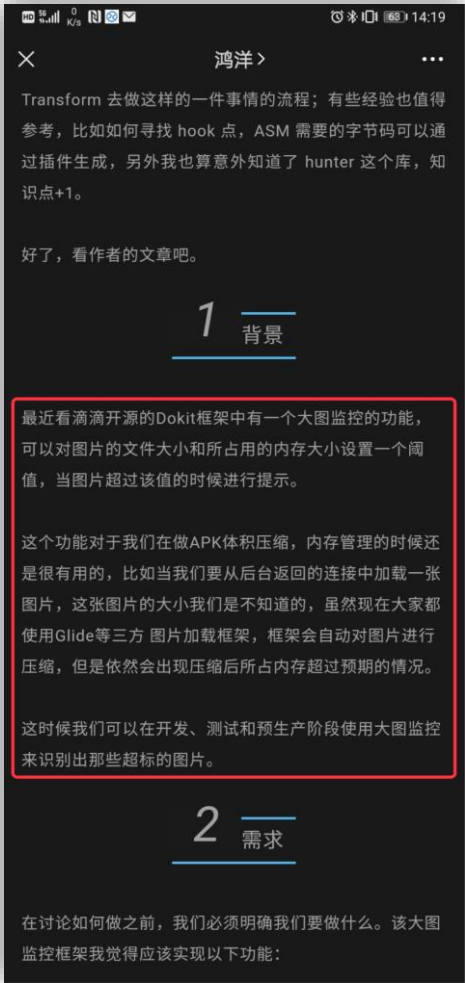 HD 5G K/s 0 63 14:19
鸿洋
Transform 去做这样的一件事情的流程；有些经验也值得
参考，比如如何寻找 hook 点，ASM 需要的字节码可以通
过插件生成，另外我也算意外知道了 hunter 这个库，知
识点+1。
好了，看作者的文章吧。
1 背景
最近看滴滴开源的Dokit框架中有一个大图监控的功能，
可以对图片的文件大小和所占用的内存大小设置一个阈
值，当图片超过该值的时候进行提示。
这个功能对于我们在做APK体积压缩，内存管理的时候还
是很有用的，比如当我们要从后台返回的连接中加载一张
图片，这张图片的大小我们是不知道的，虽然现在大家都
使用Glide等三方 图片加载框架，框架会自动对图片进行
压缩，但是依然会出现压缩后所占内存超过预期的情况。
这时候我们可以在开发、测试和预生产阶段使用大图监控
来识别出那些超标的图片。
2 需求
在讨论如何做之前，我们必须明确我们要做什么。该大图
监控框架我觉得应该实现以下功能：